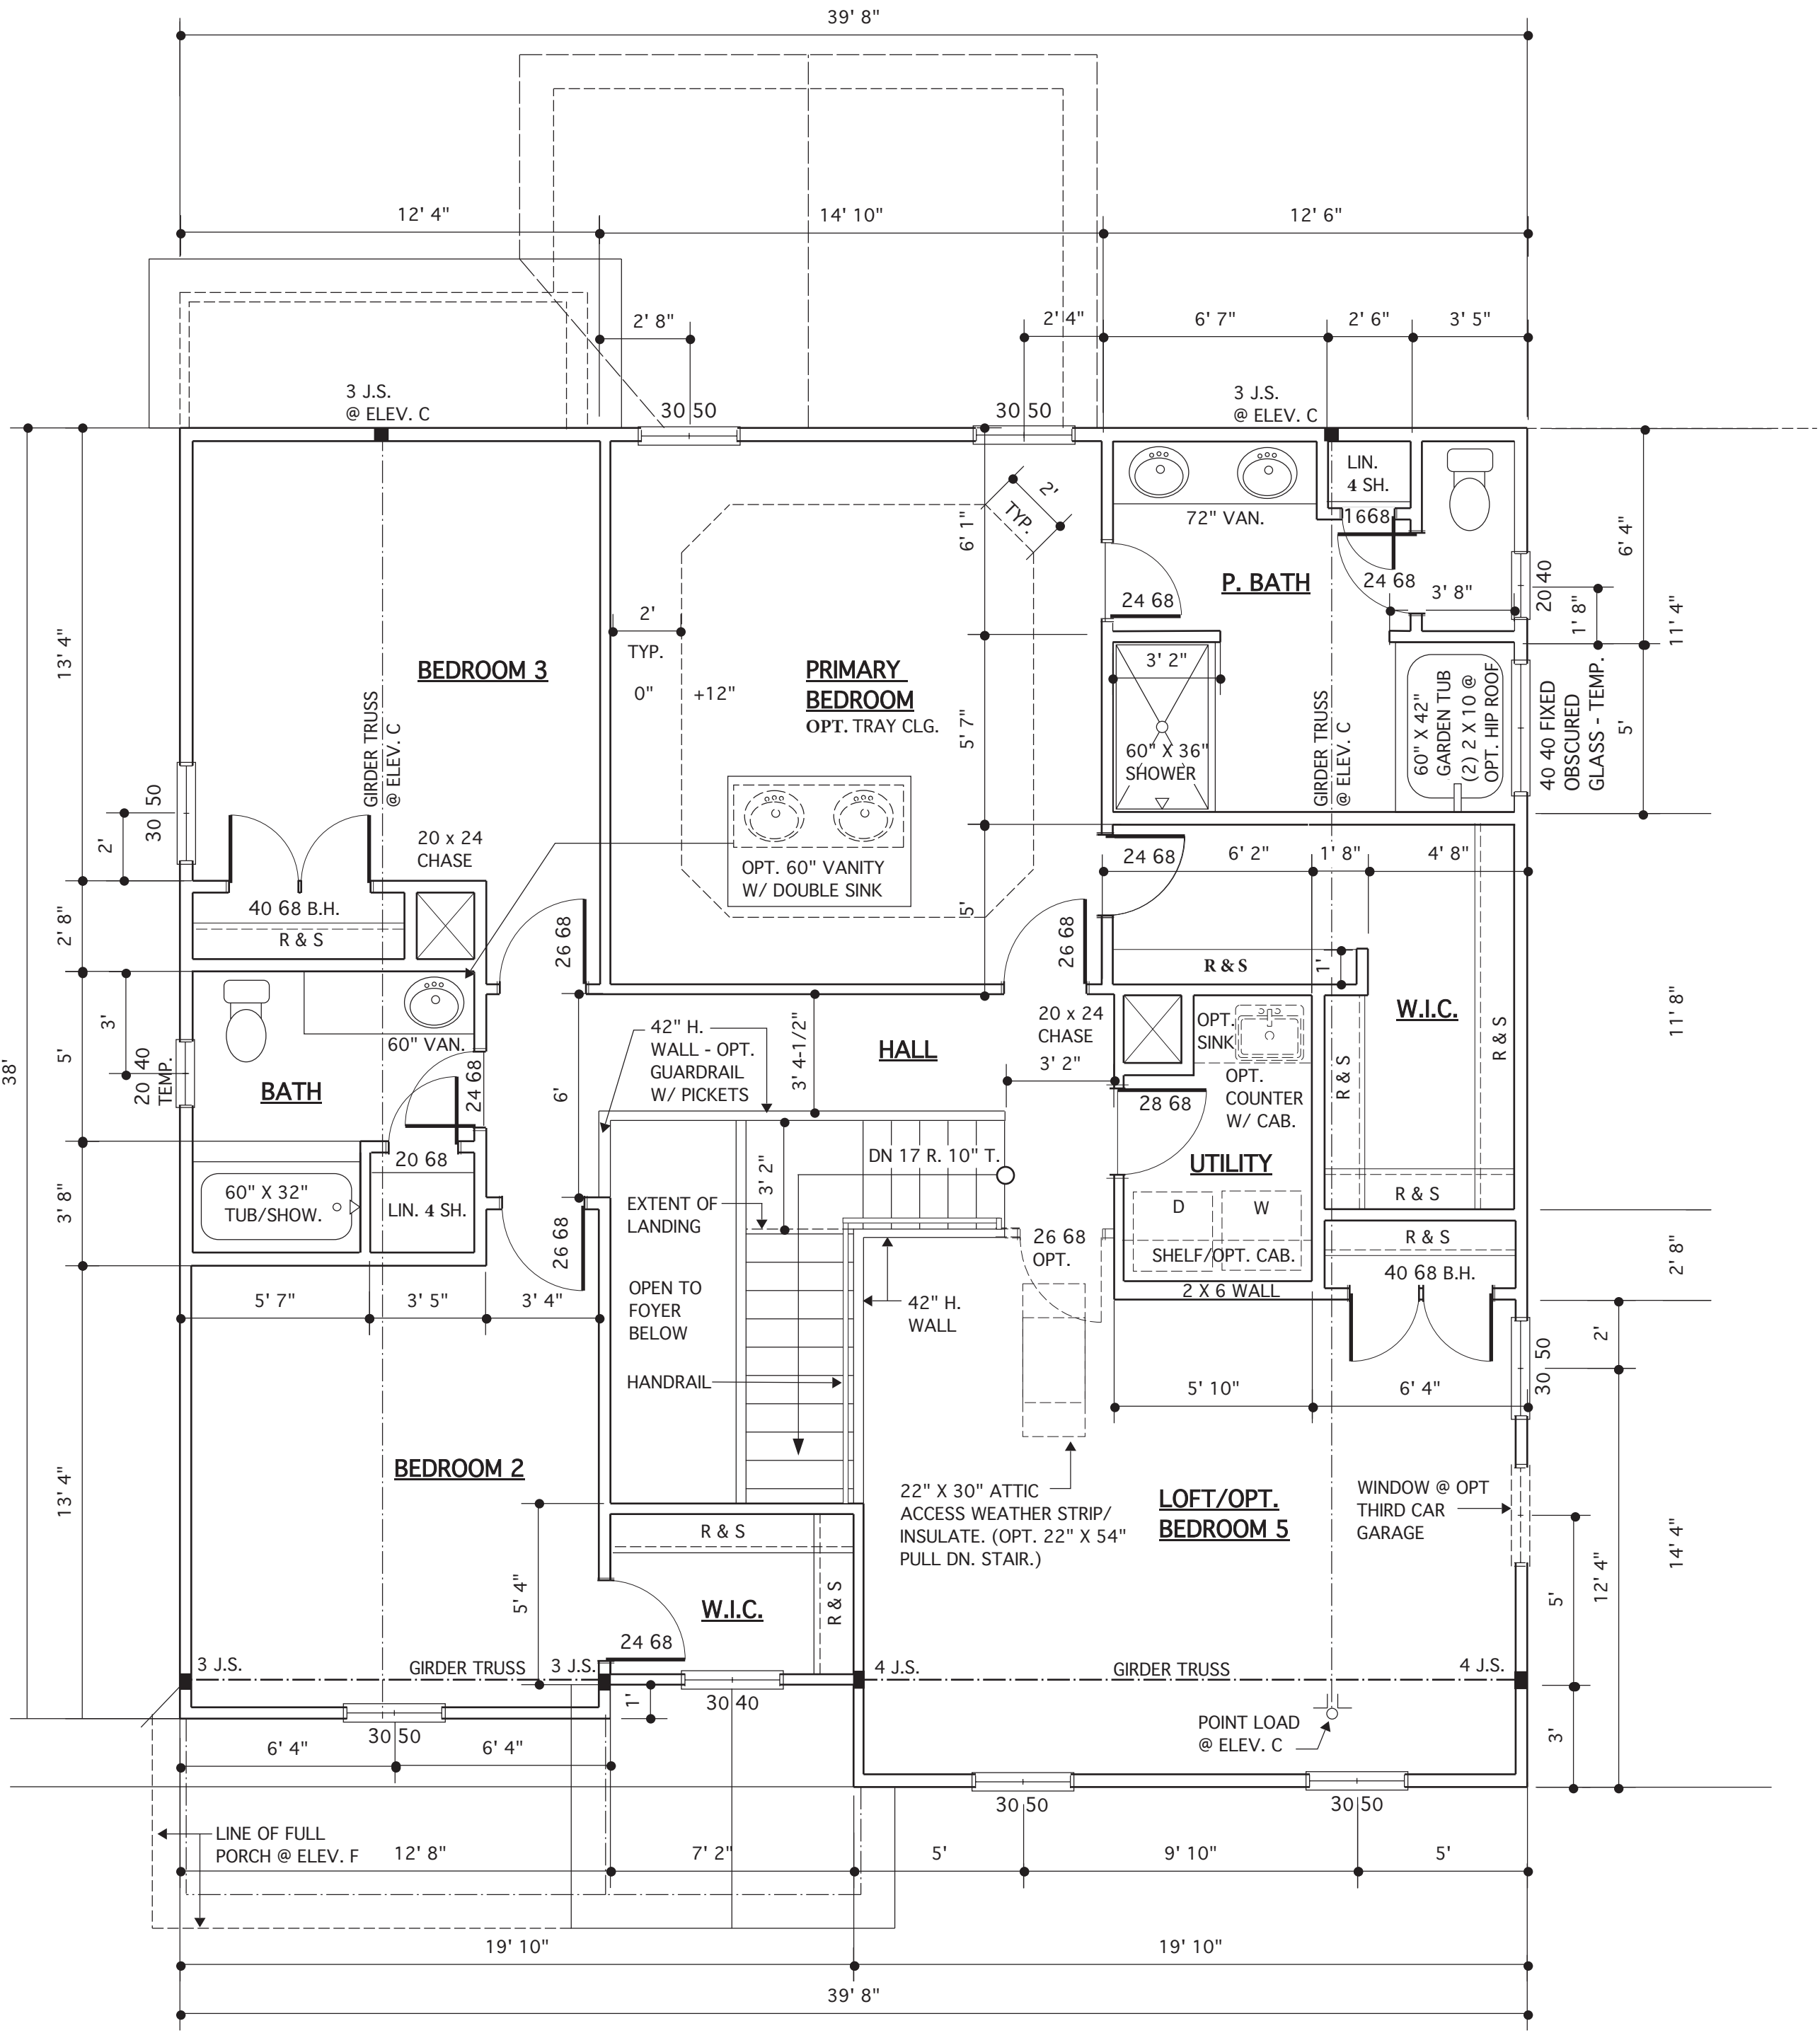 39' 8"
12' 4"
14' 10"
12' 6"
2' 8"
2' 4"
6' 7"
2' 6"
3' 5"
3 J.S.
@ ELEV. C
30 50
30 50
3 J.S.
@ ELEV. C
LIN.
4 SH.
1668
72" VAN.
2'
TYP.
6' 1"
6' 4"
P. BATH
24 68
24 68
3' 8"
20 40
1' 8"
11' 4"
13' 4"
2'
TYP.
0"
+12"
BEDROOM 3
PRIMARY
BEDROOM
OPT. TRAY CLG.
3' 2"
60" X 36"
SHOWER
5' 7"
GIRDER TRUSS
@ ELEV. C
GIRDER TRUSS
@ ELEV. C
60" X 42"
GARDEN TUB
(2) 2 X 10 @
OPT. HIP ROOF
40 40 FIXED
OBSCURED
GLASS - TEMP.
5'
30 50
2'
20 x 24
CHASE
OPT. 60" VANITY
W/ DOUBLE SINK
24 68
6' 2"
1' 8"
4' 8"
40 68 B.H.
R & S
2' 8"
26 68
5'
26 68
R & S
1'
W.I.C.
11' 8"
3'
5'
38'
60" VAN.
20 40
TEMP.
BATH
24 68
6'
42" H.
WALL - OPT.
GUARDRAIL
W/ PICKETS
3' 4-1/2"
HALL
20 x 24
CHASE
3' 2"
OPT.
SINK
OPT.
COUNTER
W/ CAB.
28 68
R & S
R & S
20 68
LIN. 4 SH.
60" X 32"
TUB/SHOW.
3' 8"
DN 17 R. 10" T.
3' 2"
UTILITY
EXTENT OF
LANDING
D
W
SHELF/OPT. CAB.
2 X 6 WALL
R & S
R & S
40 68 B.H.
2' 8"
26 68
26 68
OPT.
5' 7"
3' 5"
3' 4"
OPEN TO
FOYER
BELOW
42" H.
WALL
HANDRAIL
5' 10"
6' 4"
30 50
2'
BEDROOM 2
13' 4"
22" X 30" ATTIC
ACCESS WEATHER STRIP/
INSULATE. (OPT. 22" X 54"
PULL DN. STAIR.)
LOFT/OPT.
BEDROOM 5
WINDOW @ OPT
THIRD CAR
GARAGE
5'
12' 4"
14' 4"
R & S
5' 4"
W.I.C.
R & S
24 68
3 J.S.
GIRDER TRUSS
3 J.S.
4 J.S.
GIRDER TRUSS
4 J.S.
30 40
1'
POINT LOAD
@ ELEV. C
3'
30 50
6' 4"
6' 4"
30 50
30 50
LINE OF FULL
PORCH @ ELEV. F
12' 8"
7' 2"
5'
9' 10"
5'
19' 10"
19' 10"
39' 8"